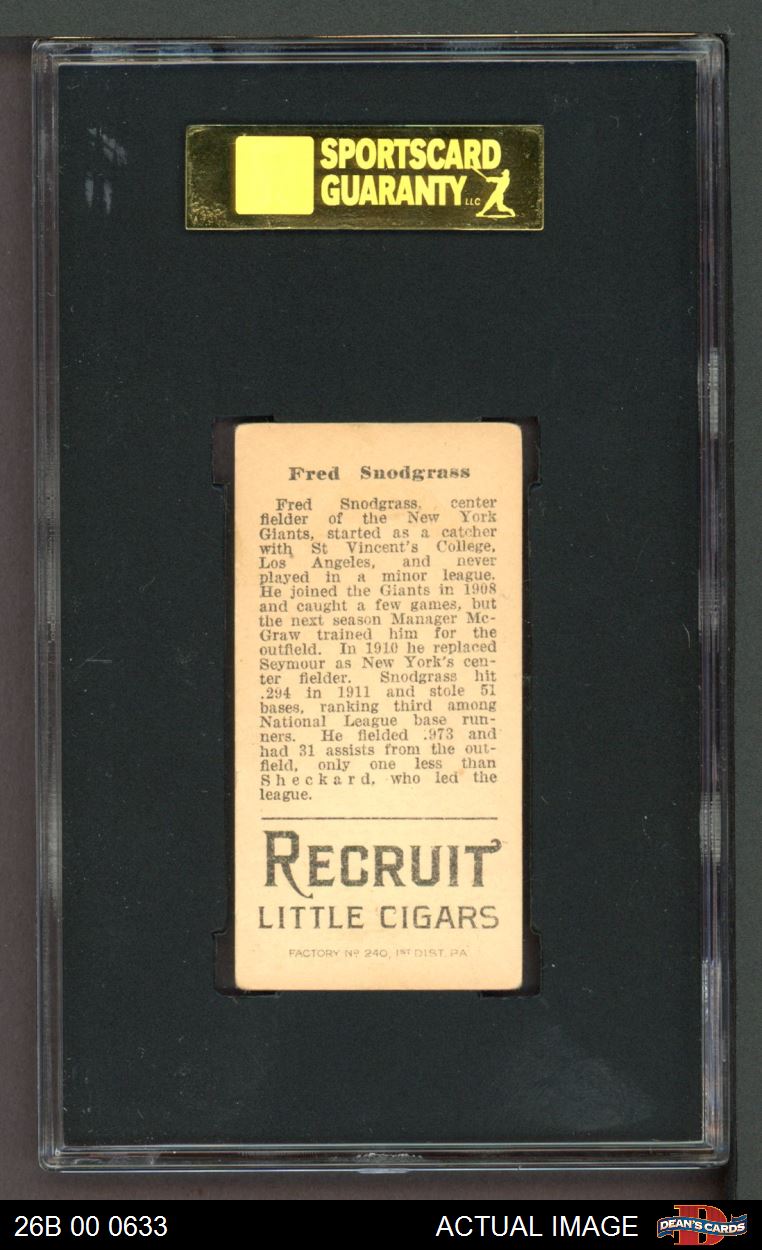 SPORTSCARD
GUARANTY LLC
Fred Snodgrass
Fred Snodgrass, center
fielder of the New York
Giants, started as a catcher
with St Vincent's College,
Los Angeles, and never
played in a minor league.
He joined the Giants in 1908
and caught a few games, but
the next season Manager Mc-
Graw trained him for the
outfield. In 1910 he replaced
Seymour as New York's cen-
ter fielder. Snodgrass hit
.294 in 1911 and stole 51
bases, ranking third among
National League base run-
ners. He fielded .973 and
had 31 assists from the out-
field, only one less than
Sheckard, who led the
league.
RECRUIT
LITTLE CIGARS
FACTORY Nº 240, 1ST DIST. PA
26B 00 0633 ACTUAL IMAGE DEAN'S CARDS